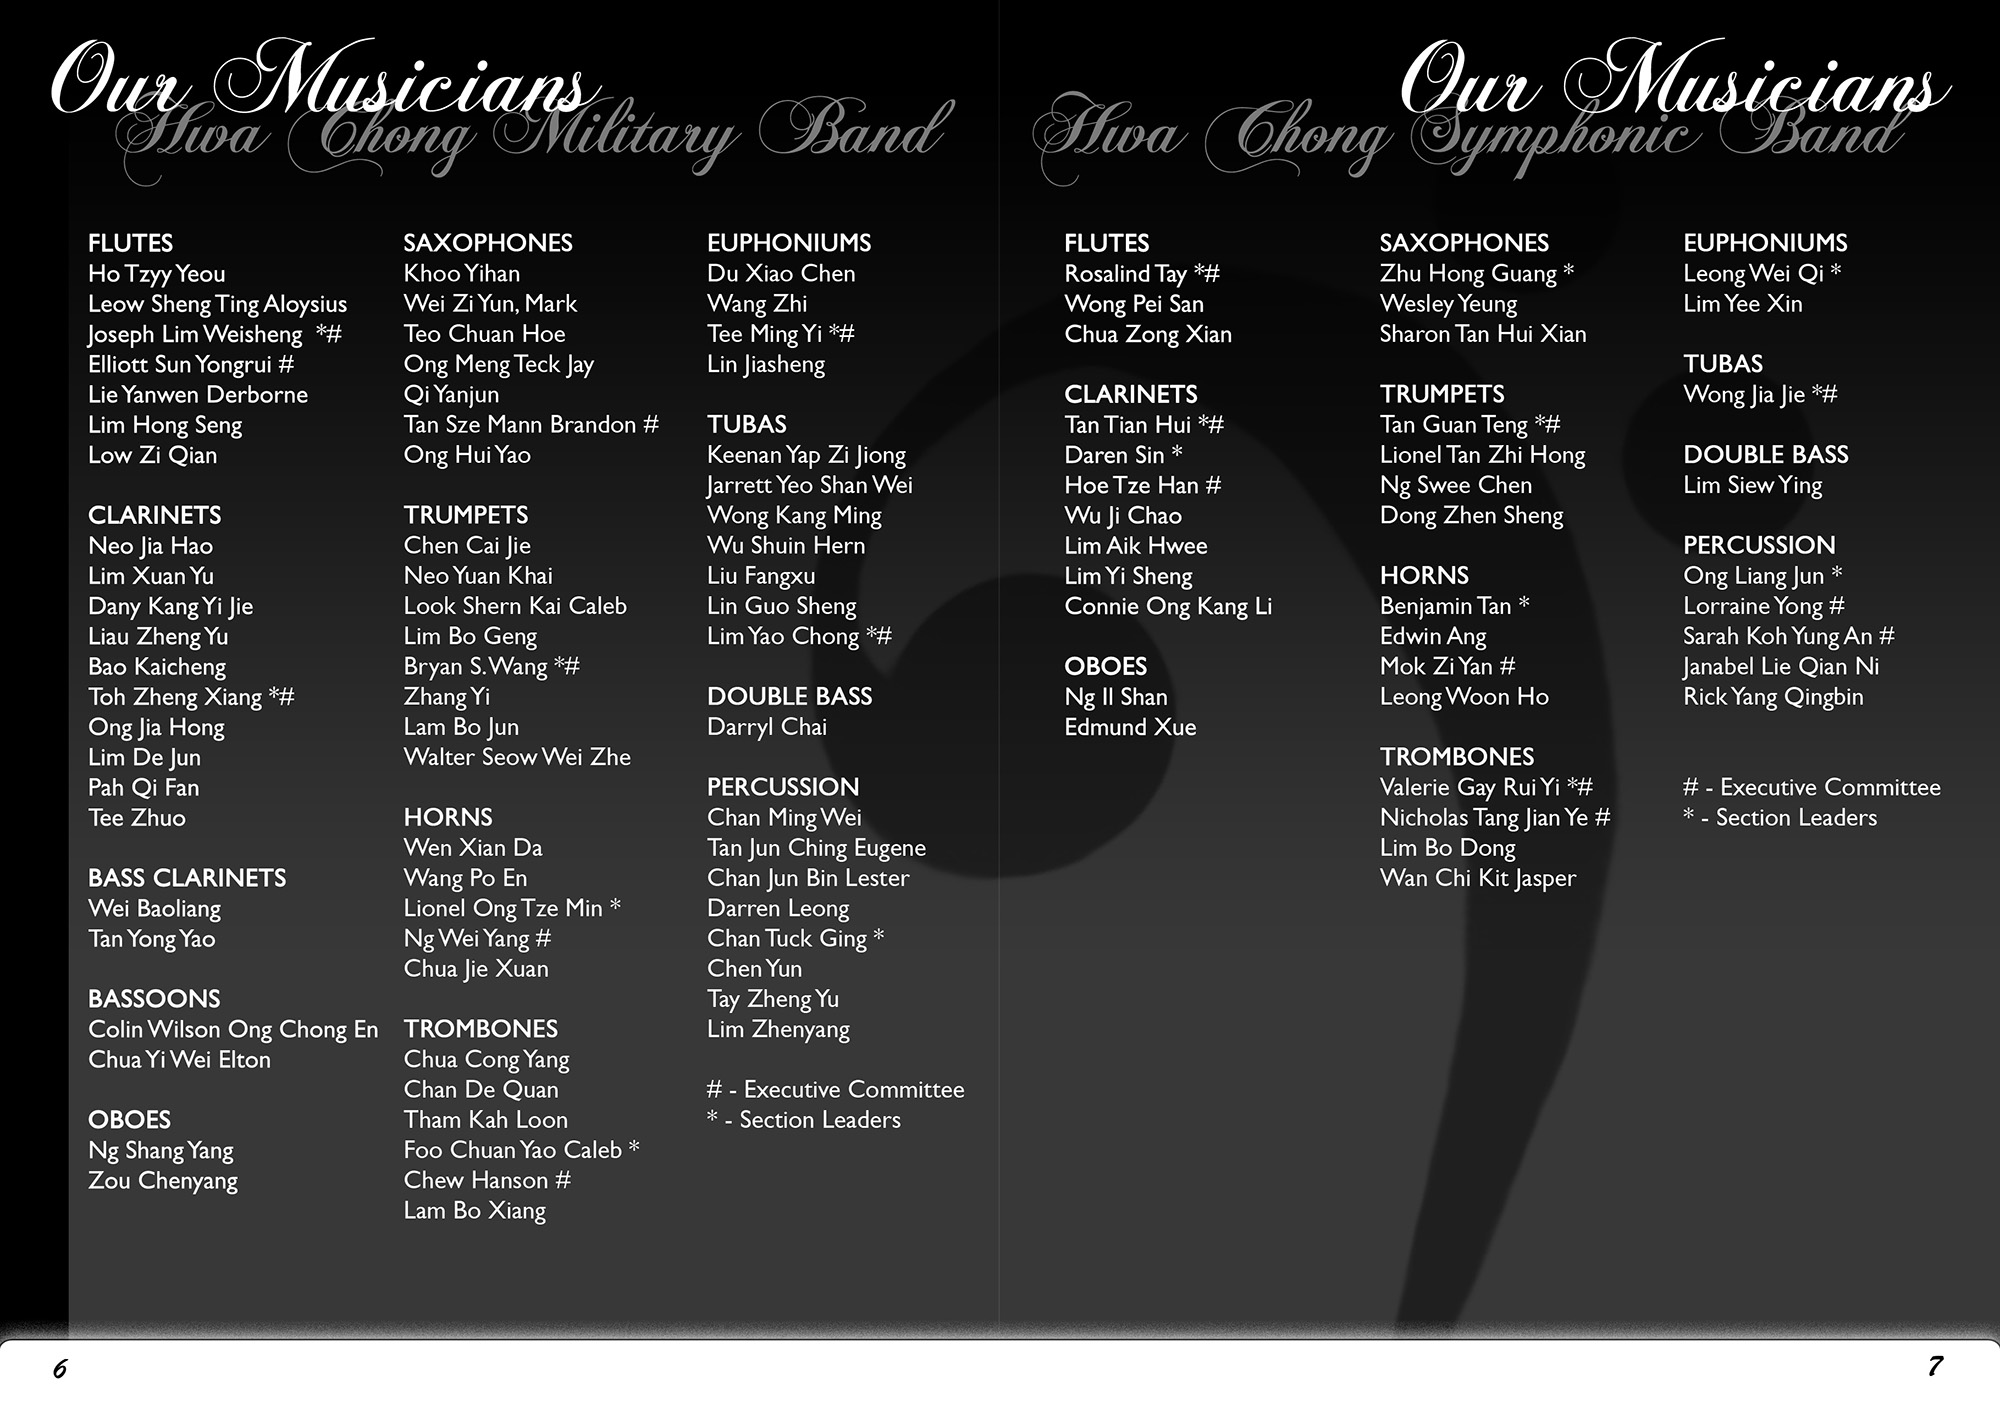 Our Musicians
Hwa Chong Military Band
FLUTES
Ho Tzyy Yeou
Leow Sheng Ting Aloysius
Joseph Lim Weisheng *#
Elliott Sun Yongrui #
Lie Yanwen Derborne
Lim Hong Seng
Low Zi Qian
CLARINETS
Neo Jia Hao
Lim Xuan Yu
Dany Kang Yi Jie
Liau Zheng Yu
Bao Kaicheng
Toh Zheng Xiang *#
Ong Jia Hong
Lim De Jun
Pah Qi Fan
Tee Zhuo
BASS CLARINETS
Wei Baoliang
Tan Yong Yao
BASSOONS
Colin Wilson Ong Chong En
Chua Yi Wei Elton
OBOES
Ng Shang Yang
Zou Chenyang
SAXOPHONES
Khoo Yihan
Wei Zi Yun, Mark
Teo Chuan Hoe
Ong Meng Teck Jay
Qi Yanjun
Tan Sze Mann Brandon #
Ong Hui Yao
TRUMPETS
Chen Cai Jie
Neo Yuan Khai
Look Shern Kai Caleb
Lim Bo Geng
Bryan S. Wang *#
Zhang Yi
Lam Bo Jun
Walter Seow Wei Zhe
HORNS
Wen Xian Da
Wang Po En
Lionel Ong Tze Min *
Ng Wei Yang #
Chua Jie Xuan
TROMBONES
Chua Cong Yang
Chan De Quan
Tham Kah Loon
Foo Chuan Yao Caleb *
Chew Hanson #
Lam Bo Xiang
EUPHONIUMS
Du Xiao Chen
Wang Zhi
Tee Ming Yi *#
Lin Jiasheng
TUBAS
Keenan Yap Zi Jiong
Jarrett Yeo Shan Wei
Wong Kang Ming
Wu Shuin Hern
Liu Fangxu
Lin Guo Sheng
Lim Yao Chong *#
DOUBLE BASS
Darryl Chai
PERCUSSION
Chan Ming Wei
Tan Jun Ching Eugene
Chan Jun Bin Lester
Darren Leong
Chan Tuck Ging *
Chen Yun
Tay Zheng Yu
Lim Zhenyang
# - Executive Committee
* - Section Leaders
6
Our Musicians
Hwa Chong Symphonic Band
FLUTES
Rosalind Tay *#
Wong Pei San
Chua Zong Xian
CLARINETS
Tan Tian Hui *#
Daren Sin *
Hoe Tze Han #
Wu Ji Chao
Lim Aik Hwee
Lim Yi Sheng
Connie Ong Kang Li
OBOES
Ng Il Shan
Edmund Xue
SAXOPHONES
Zhu Hong Guang *
Wesley Yeung
Sharon Tan Hui Xian
TRUMPETS
Tan Guan Teng *#
Lionel Tan Zhi Hong
Ng Swee Chen
Dong Zhen Sheng
HORNS
Benjamin Tan *
Edwin Ang
Mok Zi Yan #
Leong Woon Ho
TROMBONES
Valerie Gay Rui Yi *#
Nicholas Tang Jian Ye #
Lim Bo Dong
Wan Chi Kit Jasper
EUPHONIUMS
Leong Wei Qi *
Lim Yee Xin
TUBAS
Wong Jia Jie *#
DOUBLE BASS
Lim Siew Ying
PERCUSSION
Ong Liang Jun *
Lorraine Yong #
Sarah Koh Yung An #
Janabel Lie Qian Ni
Rick Yang Qingbin
# - Executive Committee
* - Section Leaders
7